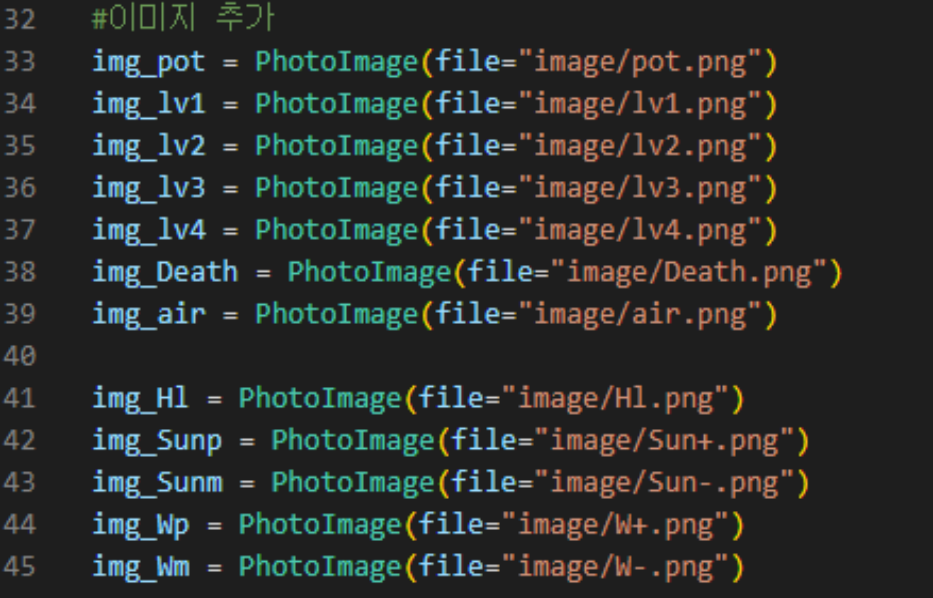 32 #이미지 추가
33 img_pot = PhotoImage(file="image/pot.png")
34 img_lv1 = PhotoImage(file="image/lv1.png")
35 img_lv2 = PhotoImage(file="image/lv2.png")
36 img_lv3 = PhotoImage(file="image/lv3.png")
37 img_lv4 = PhotoImage(file="image/lv4.png")
38 img_Death = PhotoImage(file="image/Death.png")
39 img_air = PhotoImage(file="image/air.png")
40
41 img_Hl = PhotoImage(file="image/Hl.png")
42 img_Sunp = PhotoImage(file="image/Sun+.png")
43 img_Sunm = PhotoImage(file="image/Sun-.png")
44 img_Wp = PhotoImage(file="image/W+.png")
45 img_Wm = PhotoImage(file="image/W-.png")